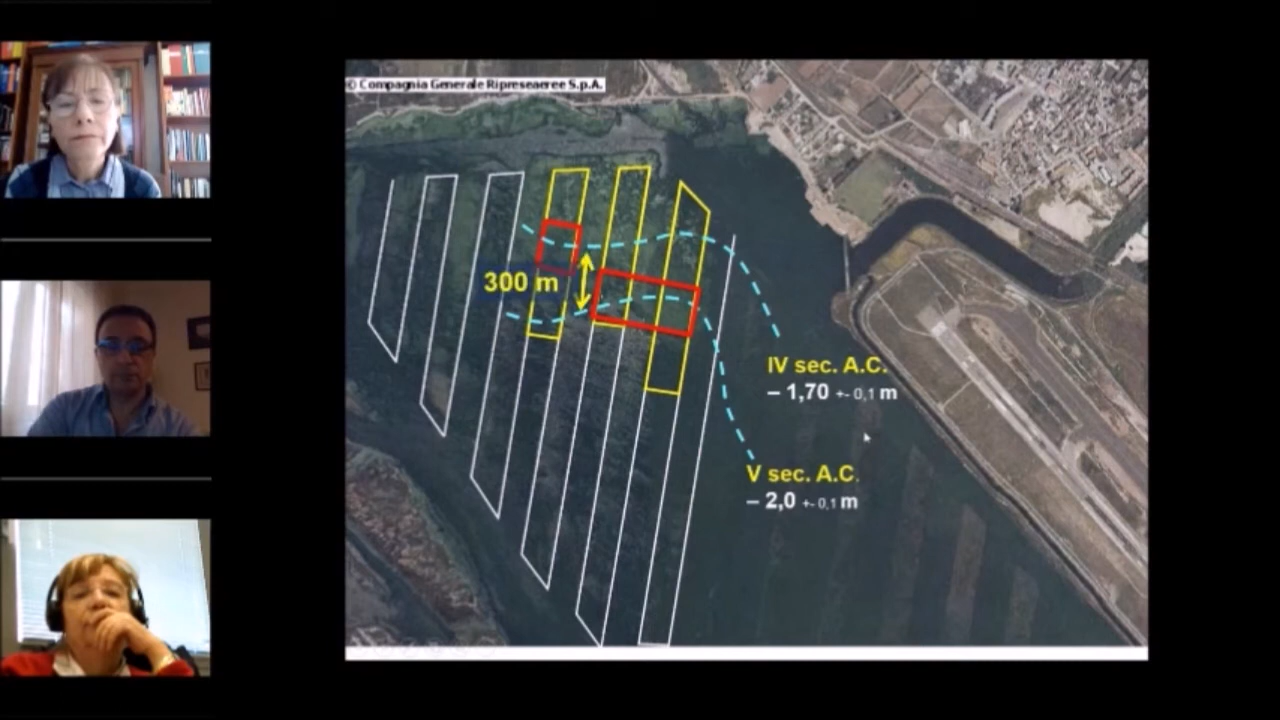 © Compagnia Generale Ripreseaeree S.p.A.
300 m
IV sec. A.C.
– 1,70 +- 0,1 m
V sec. A.C.
– 2,0 +- 0,1 m